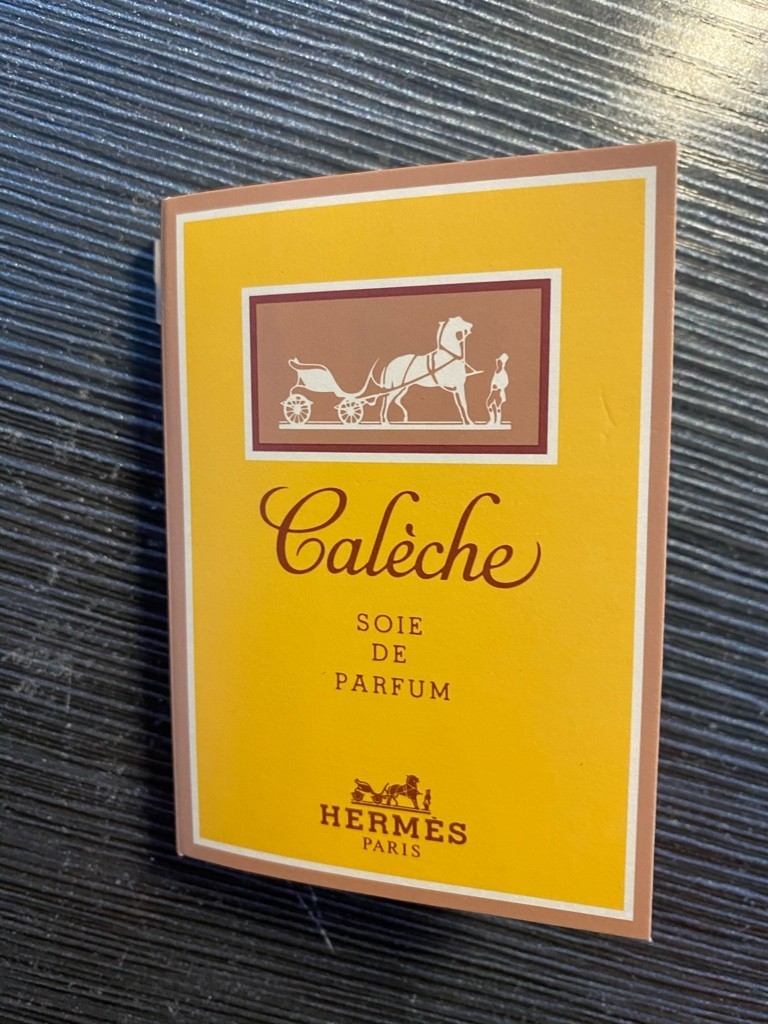 Calèche
SOIE
DE
PARFUM
HERMÈS
PARIS